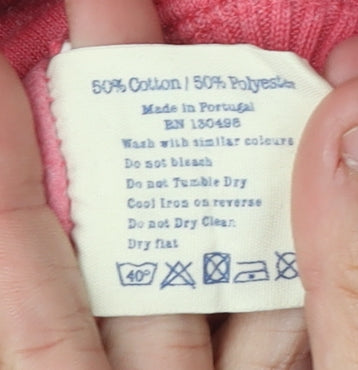 50% Cotton / 50% Polyester
Made in Portugal
RN 130498
Wash with similar colours
Do not bleach
Do not Tumble Dry
Cool Iron on reverse
Do not Dry Clean
Dry flat
40°